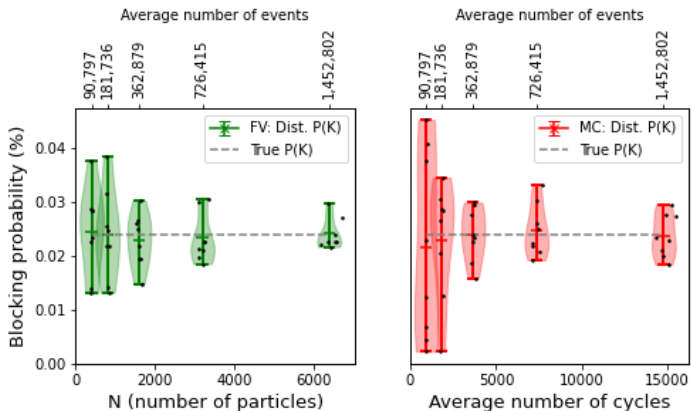 Average number of events
Average number of events
90,797
181,736
362,879
726,415
1,452,802
90,797
181,736
362,879
726,415
1,452,802
Blocking probability (%)
0.04
0.03
0.02
0.01
0.00
FV: Dist. P(K)
True P(K)
MC: Dist. P(K)
True P(K)
0
2000
4000
6000
0
5000
10000
15000
N (number of particles)
Average number of cycles